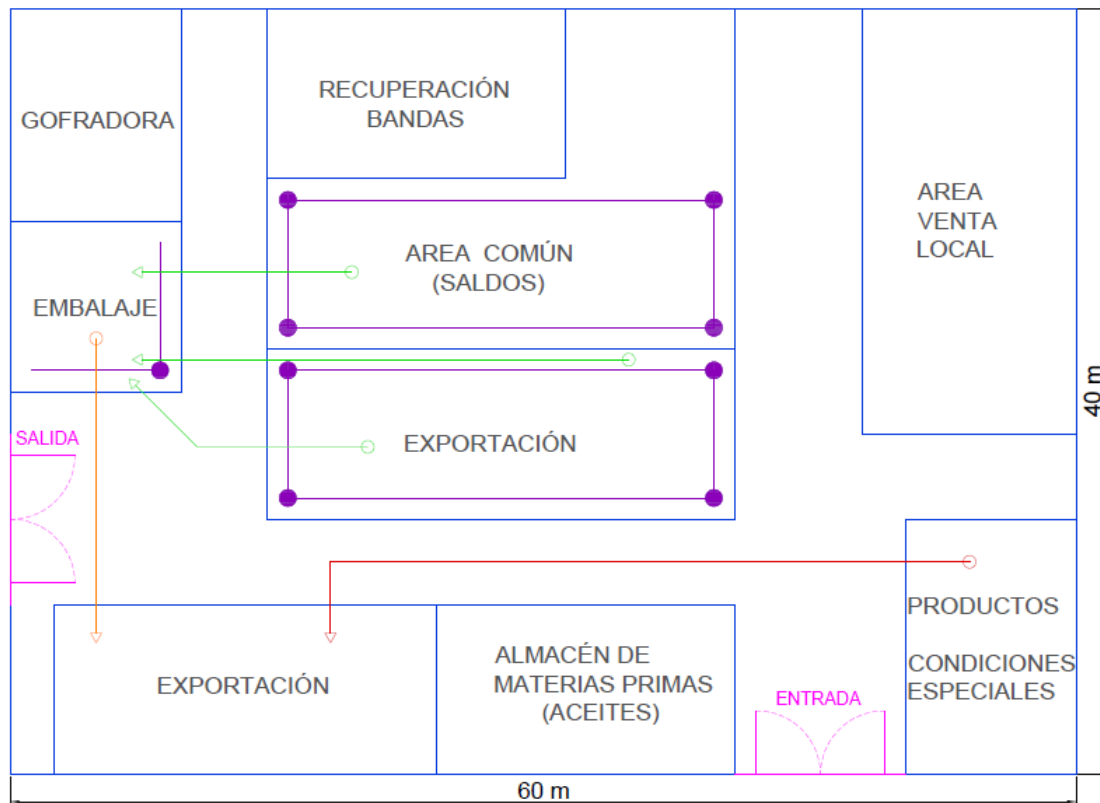 GOFRADORA
RECUPERACIÓN
BANDAS
AREA
VENTA
LOCAL
AREA COMÚN
(SALDOS)
EMBALAJE
40 m
SALIDA
EXPORTACIÓN
PRODUCTOS
CONDICIONES
ESPECIALES
EXPORTACIÓN
ALMACÉN DE
MATERIAS PRIMAS
(ACEITES)
ENTRADA
60 m